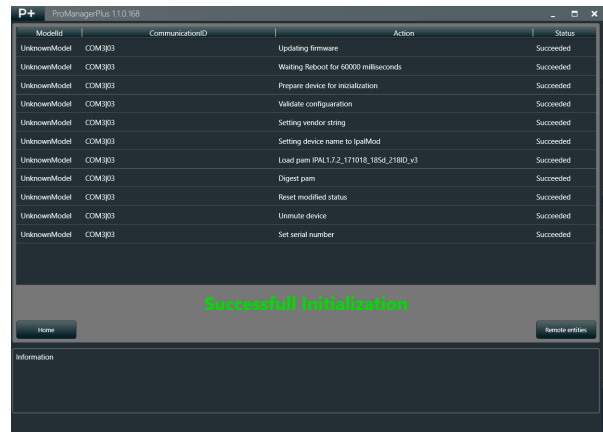 P+ ProManagerPlus 1.1.0.168
ModelId CommunicationID Action Status
UnknownModel COM3|03 Updating firmware Succeeded
UnknownModel COM3|03 Waiting Reboot for 60000 milliseconds Succeeded
UnknownModel COM3|03 Prepare device for inizialization Succeeded
UnknownModel COM3|03 Validate configuaration Succeeded
UnknownModel COM3|03 Setting vendor string Succeeded
UnknownModel COM3|03 Setting device name to IpalMod Succeeded
UnknownModel COM3|03 Load pam IPAL1.7.2_171018_18Sd_218ID_v3 Succeeded
UnknownModel COM3|03 Digest pam Succeeded
UnknownModel COM3|03 Reset modified status Succeeded
UnknownModel COM3|03 Unmute device Succeeded
UnknownModel COM3|03 Set serial number Succeeded
Successfull Initialization
Home Remote entities
Information